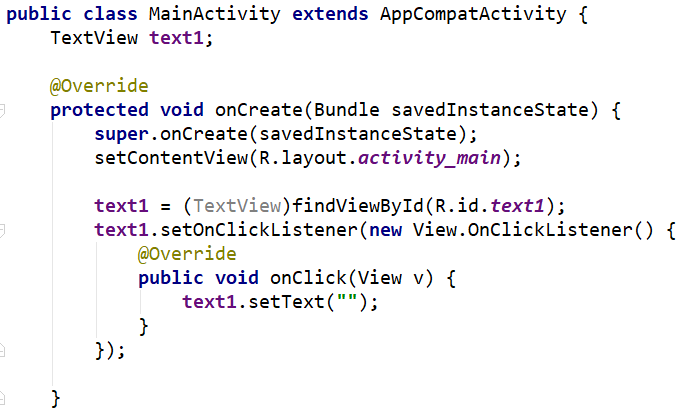 public class MainActivity extends AppCompatActivity {
TextView text1;
@Override
protected void onCreate(Bundle savedInstanceState) {
super.onCreate(savedInstanceState);
setContentView(R.layout.activity_main);
text1 = (TextView)findViewById(R.id.text1);
text1.setOnClickListener(new View.OnClickListener() {
@Override
public void onClick(View v) {
text1.setText("");
}
});
}